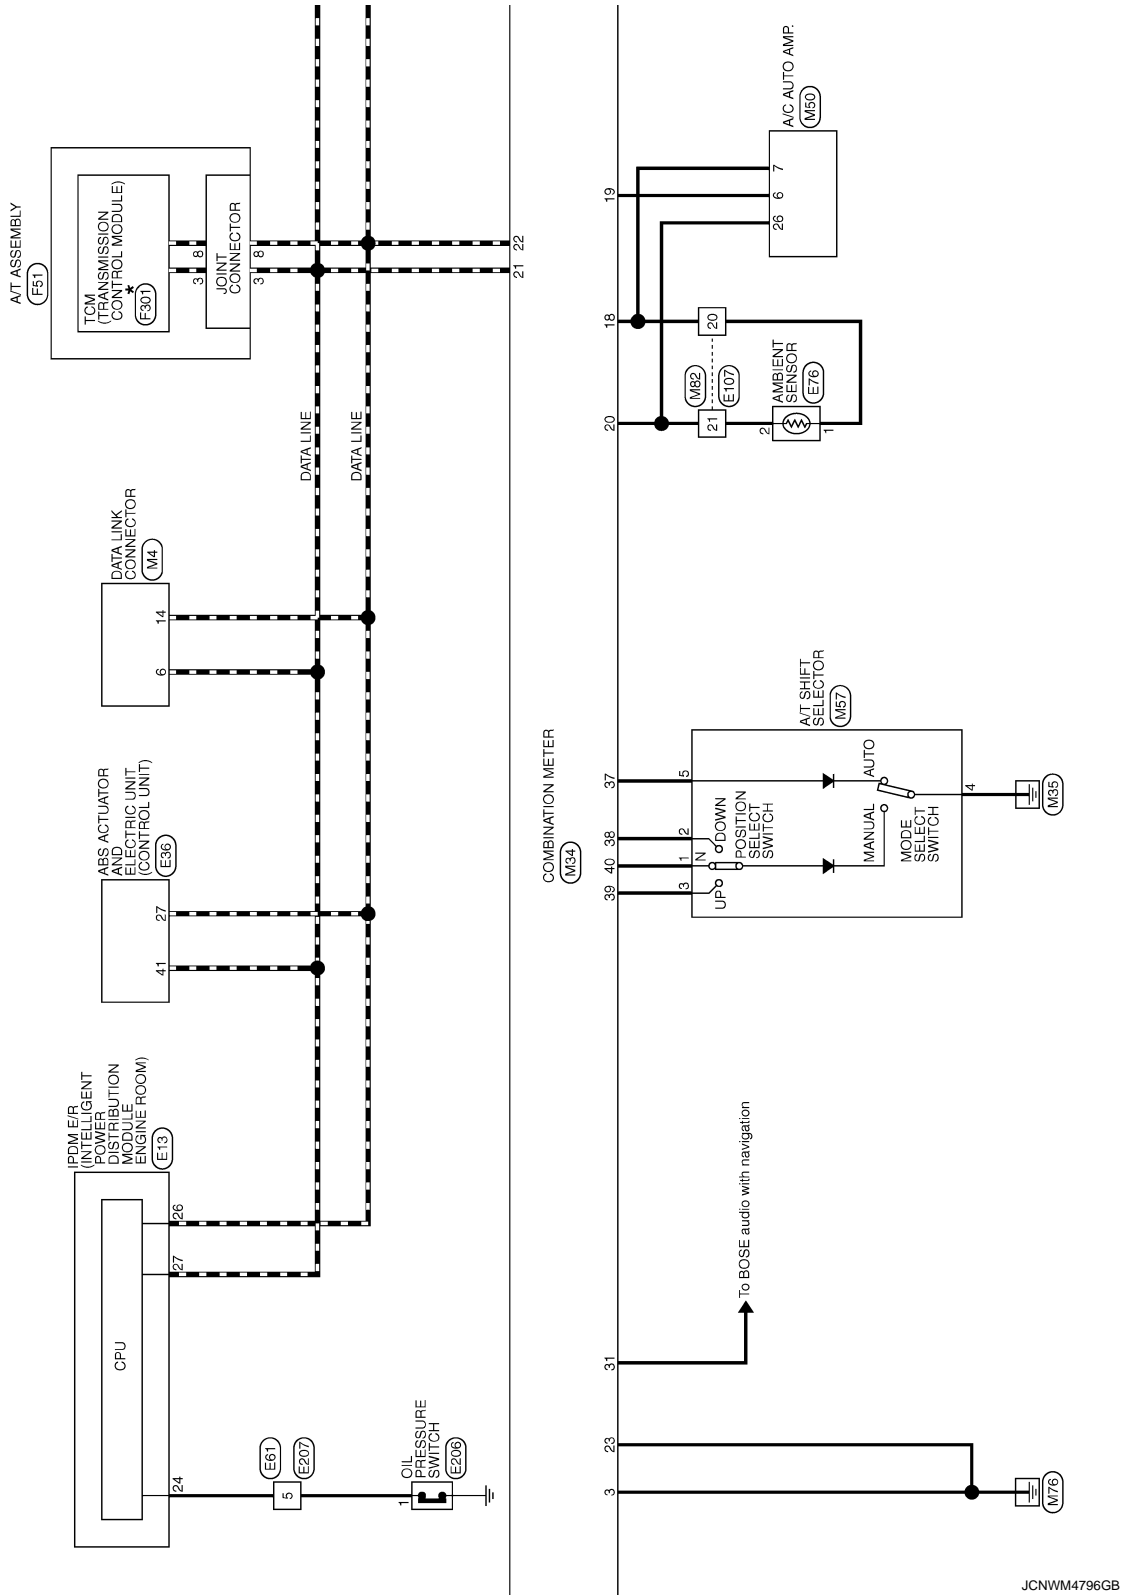 A/T ASSEMBLY
F51
TCM
(TRANSMISSION
CONTROL MODULE)
*
F301
3
8
JOINT
CONNECTOR
3
8
DATA LINE
DATA LINE
21
22
DATA LINK
CONNECTOR
M4
6
14
ABS ACTUATOR
AND
ELECTRIC UNIT
(CONTROL UNIT)
E36
41
27
IPDM E/R
(INTELLIGENT
POWER
DISTRIBUTION
MODULE
ENGINE ROOM)
E13
CPU
24
27
26
E61
5
E207
OIL
PRESSURE
SWITCH
E206
1
COMBINATION METER
M34
3
23
31
39
40
38
37
20
18
19
M76
To BOSE audio with navigation
3
1
2
5
UP
N
DOWN
POSITION
SELECT
SWITCH
MANUAL
AUTO
MODE
SELECT
SWITCH
A/T SHIFT
SELECTOR
M57
4
M35
21
M82
E107
20
AMBIENT
SENSOR
E76
2
1
26
6
7
A/C AUTO AMP.
M50
JCNWM4796GB